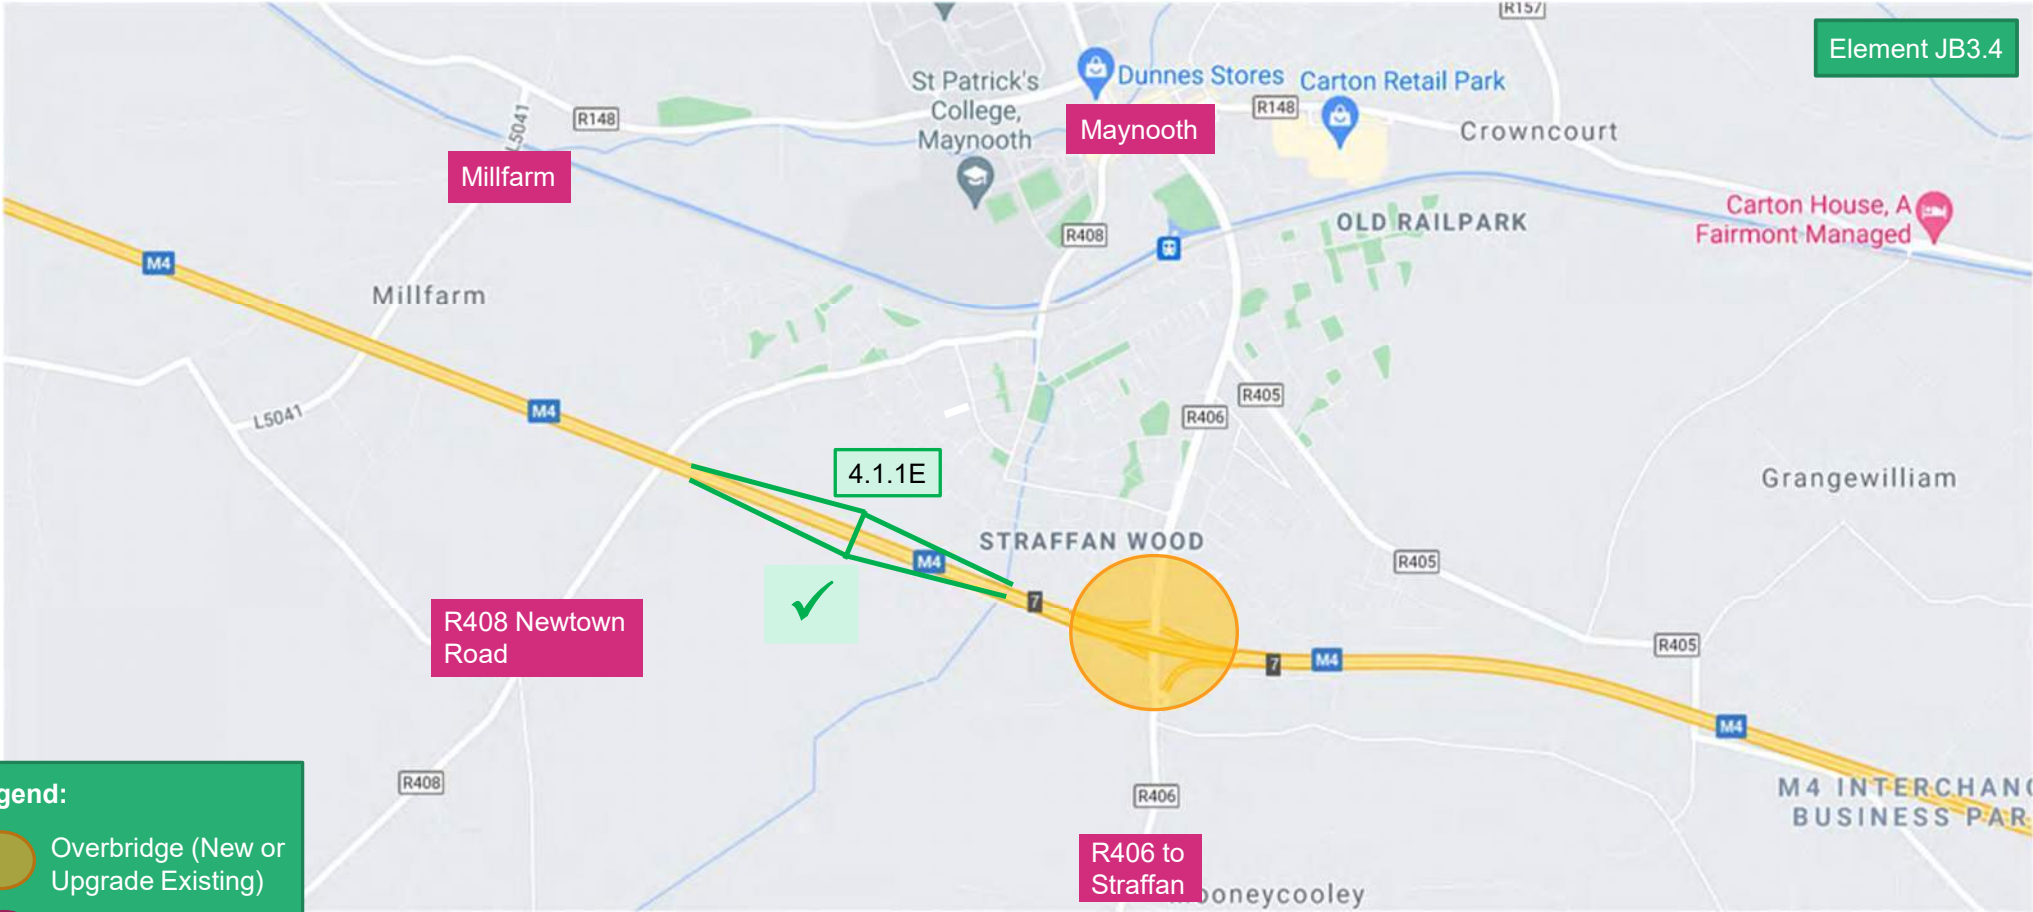 R157
Element JB3.4
Dunnes Stores
Carton Retail Park
St Patrick's
College,
Maynooth
R148
L5041
Maynooth
R148
Crowncourt
Millfarm
Carton House, A
Fairmont Managed
OLD RAILPARK
R408
M4
Millfarm
L5041
M4
R405
R406
4.1.1E
Grangewilliam
STRAFFAN WOOD
M4
R405
7
R408 Newtown
Road
R405
7
M4
M4
R408
R406
M4 INTERCHANG
BUSINESS PAR
gend:
Overbridge (New or
Upgrade Existing)
R406 to
Straffan
ooneycooley